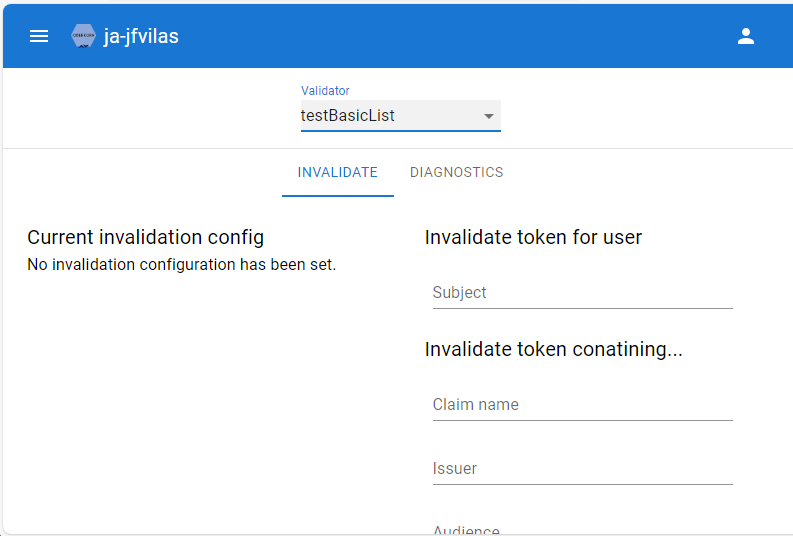 ja-jfvilas
Validator
testBasicList
INVALIDATE
DIAGNOSTICS
Current invalidation config
No invalidation configuration has been set.
Invalidate token for user
Subject
Invalidate token conatining...
Claim name
Issuer
Audience